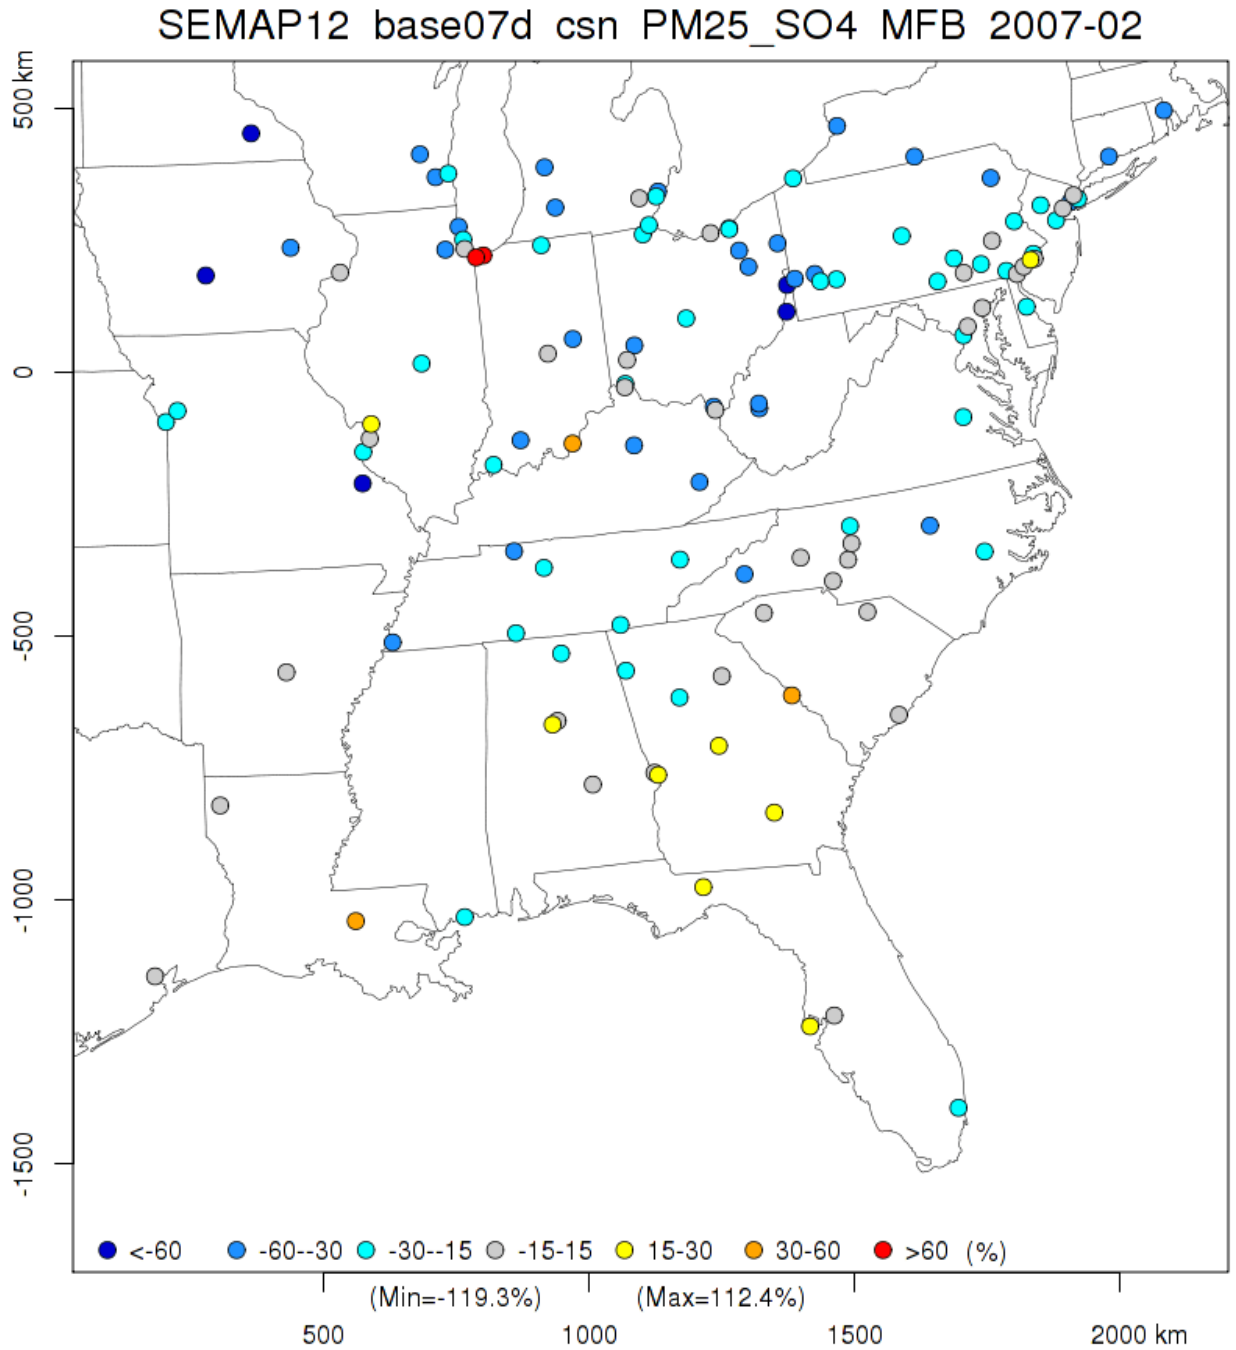 SEMAP12 base07d csn PM25_SO4 MFB 2007-02
500 km
0
-500
-1000
-1500
<-60 -60--30 -30--15 -15-15 15-30 30-60 >60 (%)
(Min=-119.3%) (Max=112.4%)
500 1000 1500 2000 km